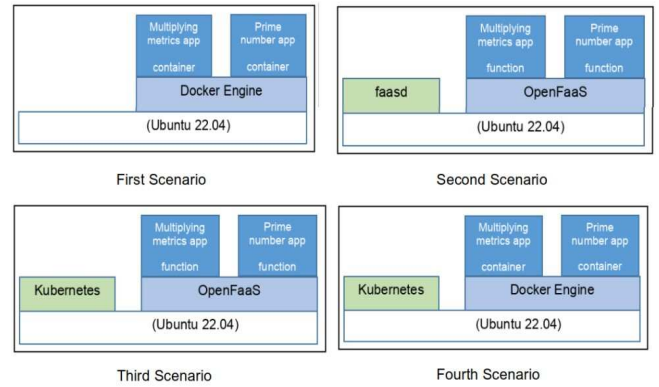 Multiplying
metrics app
container
Prime
number app
container
Docker Engine
(Ubuntu 22.04)
First Scenario
Multiplying
metrics app
function
Prime
number app
function
faasd
OpenFaaS
(Ubuntu 22.04)
Second Scenario
Multiplying
metrics app
function
Prime
number app
function
Kubernetes
OpenFaaS
(Ubuntu 22.04)
Third Scenario
Multiplying
metrics app
container
Prime
number app
container
Kubernetes
Docker Engine
(Ubuntu 22.04)
Fourth Scenario